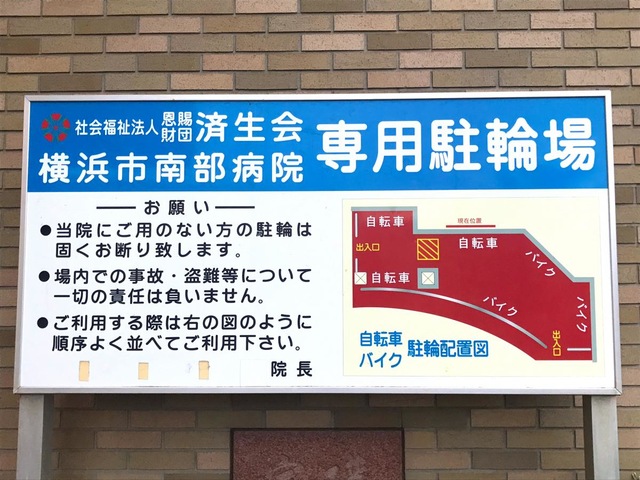 社会福祉法人 恩賜財団 済生会
横浜市南部病院
専用駐輪場
お願い
●当院にご用のない方の駐輪は
固くお断り致します。
●場内での事故・盗難等について
一切の責任は負いません。
●ご利用する際は右の図のように
順序よく並べてご利用下さい。
院長
自転車
現在位置
自転車
バイク
出入口
自転車
バイク
バイク
出入口
自転車
バイク
駐輪配置図